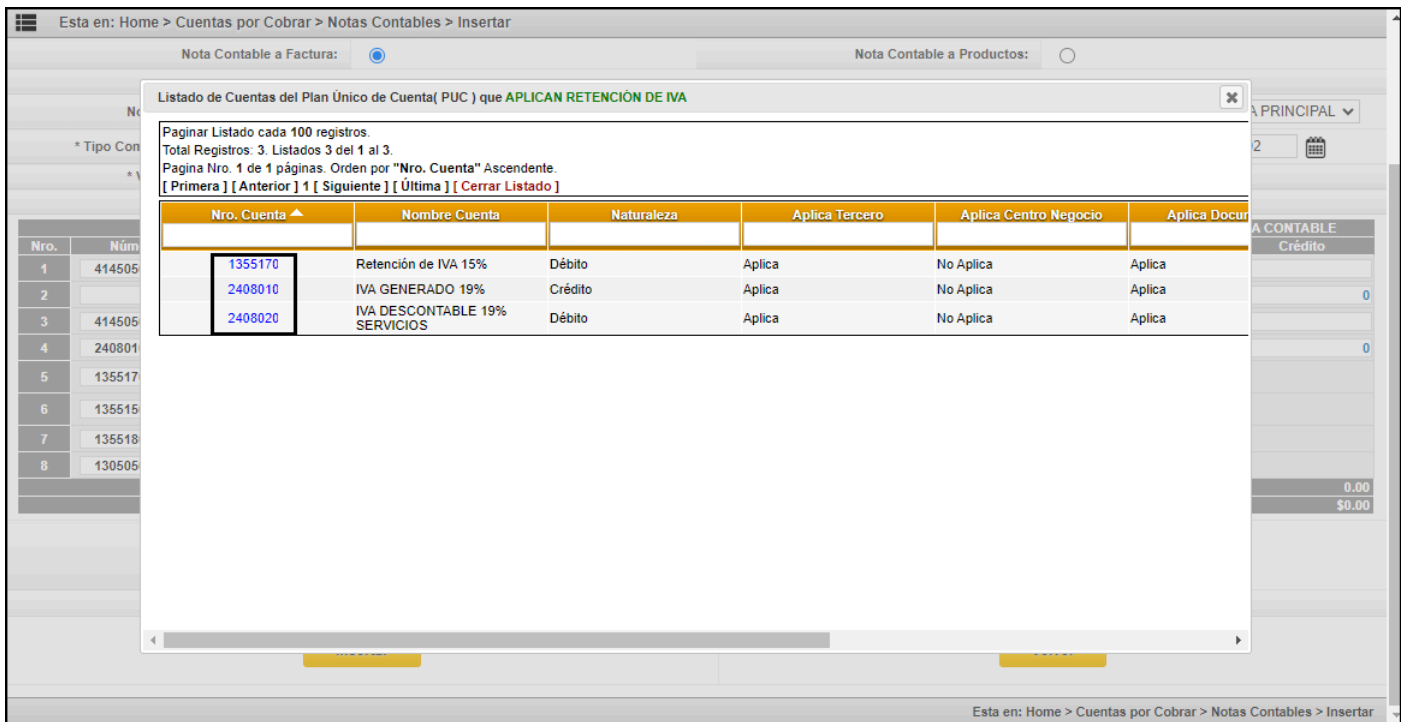 Esta en: Home > Cuentas por Cobrar > Notas Contables > Insertar
Nota Contable a Factura: Nota Contable a Productos:
Listado de Cuentas del Plan Único de Cuenta( PUC ) que APLICAN RETENCIÓN DE IVA
PRINCIPAL
* Tipo
Paginar Listado cada 100 registros.
Total Registros: 3. Listados 3 del 1 al 3.
Pagina Nro. 1 de 1 páginas. Orden por "Nro. Cuenta" Ascendente.
[ Primera ] [ Anterior ] 1 [ Siguiente ] [ Última ] [ Cerrar Listado ]
Nro. Cuenta Nombre Cuenta Naturaleza Aplica Tercero Aplica Centro Negocio Aplica
CONTABLE
Nro. Crédito
1355170 Retención de IVA 15% Débito Aplica No Aplica Aplica
2408010 IVA GENERADO 19% Crédito Aplica No Aplica Aplica
2408020 IVA DESCONTABLE 19% SERVICIOS Débito Aplica No Aplica Aplica
1
2 0
3
4 0
5
6
7
8
0.00
$0.00
Esta en: Home > Cuentas por Cobrar > Notas Contables > Insertar